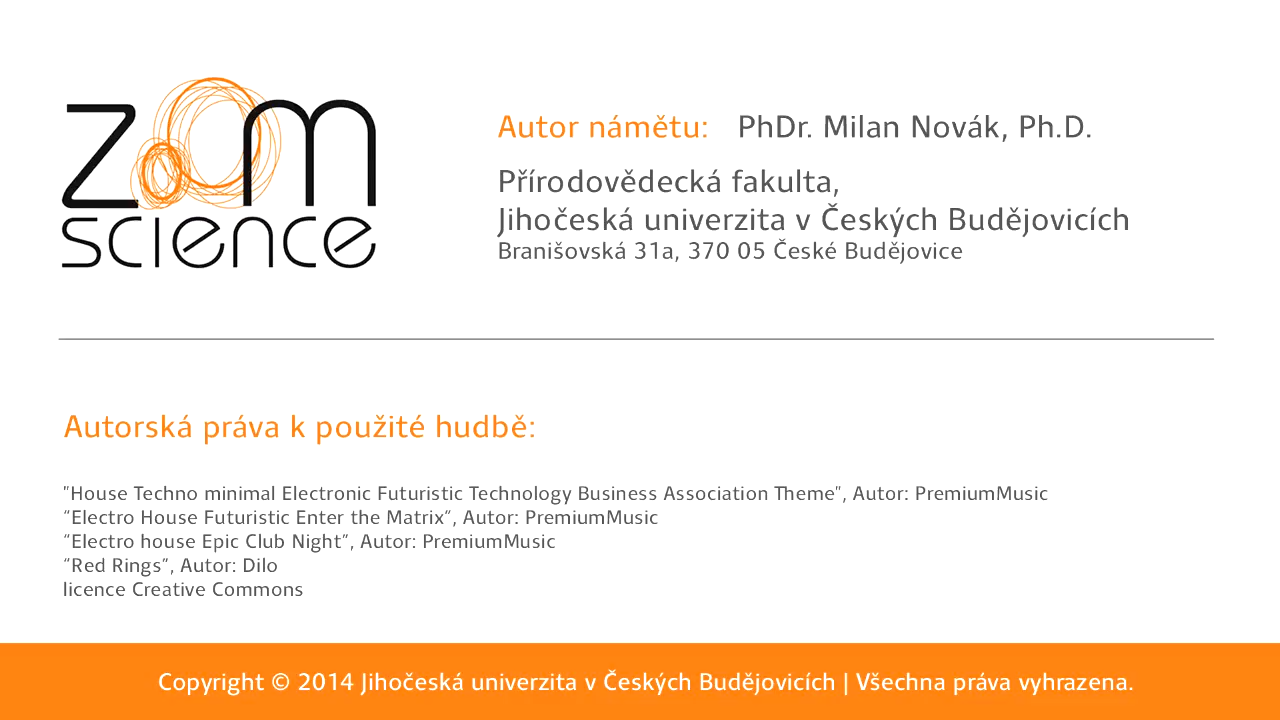 zoom
science
Autor námětu: PhDr. Milan Novák, Ph.D.
Přírodovědecká fakulta,
Jihočeská univerzita v Českých Budějovicích
Branišovská 31a, 370 05 České Budějovice
Autorská práva k použité hudbě:
"House Techno minimal Electronic Futuristic Technology Business Association Theme", Autor: PremiumMusic
"Electro House Futuristic Enter the Matrix", Autor: PremiumMusic
"Electro house Epic Club Night", Autor: PremiumMusic
"Red Rings", Autor: Dilo
licence Creative Commons
Copyright © 2014 Jihočeská univerzita v Českých Budějovicích | Všechna práva vyhrazena.